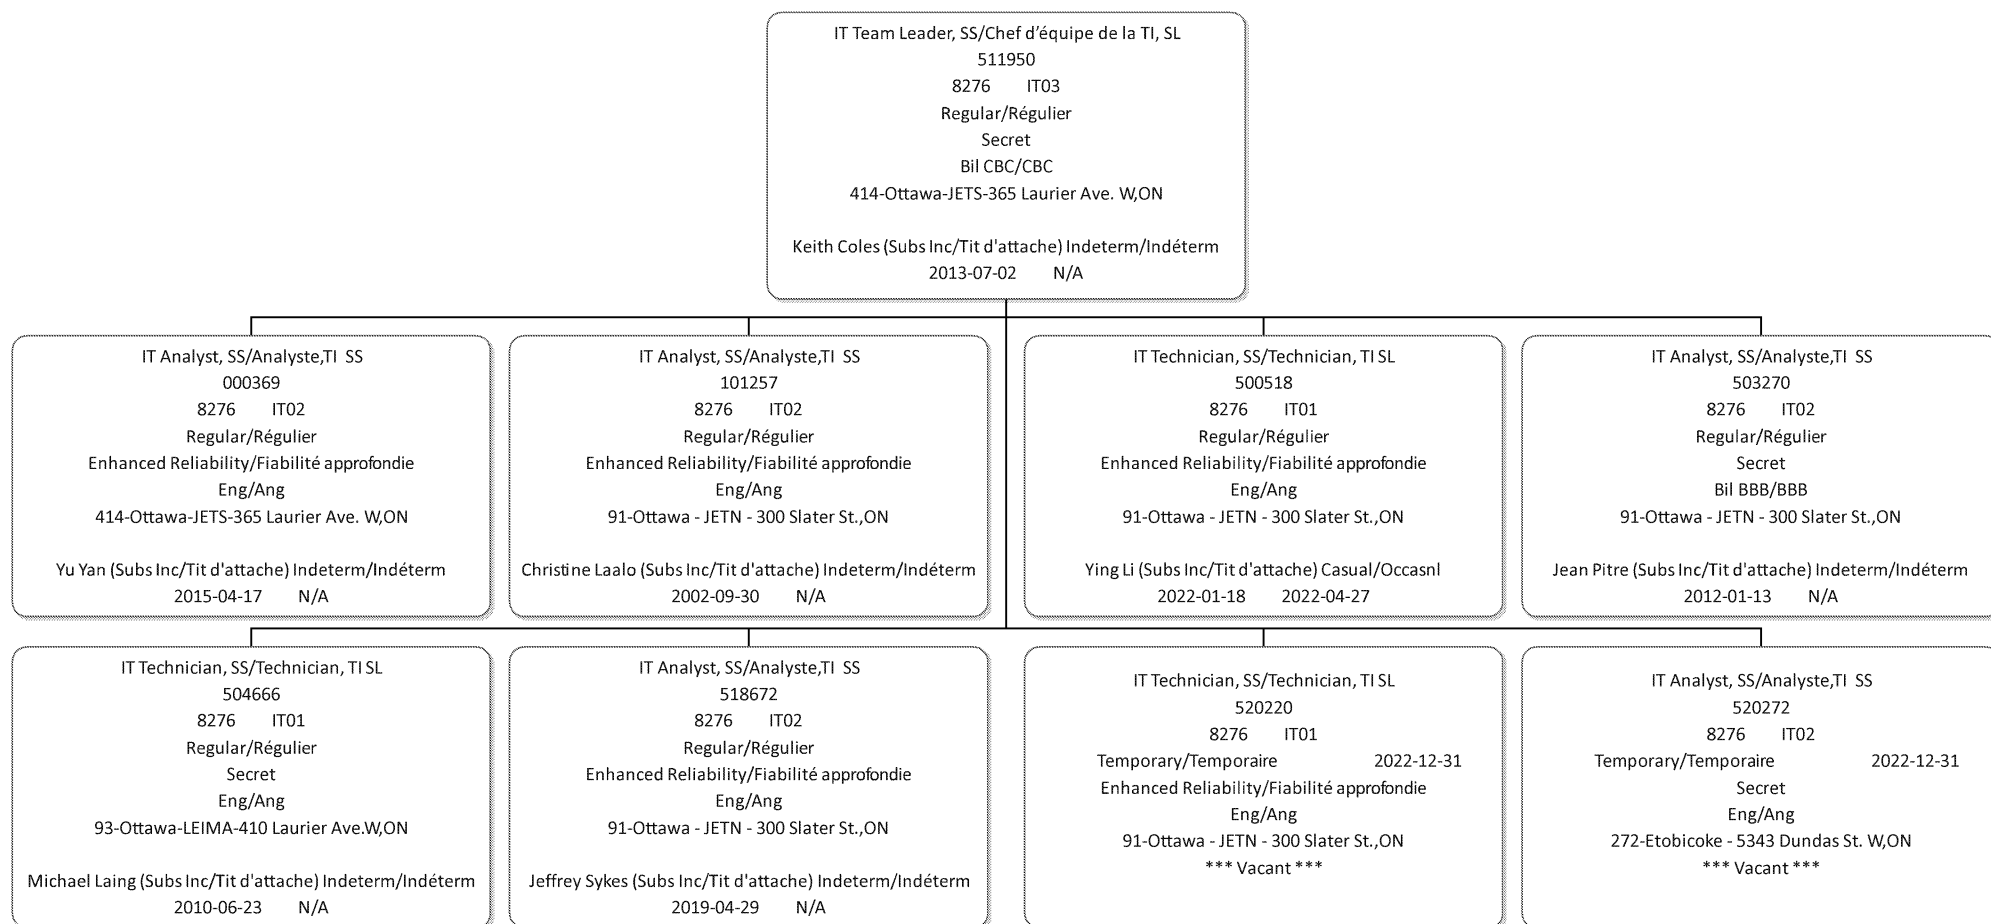 IT Team Leader, SS/Chef d’équipe de la TI, SL
511950
8276 IT03
Regular/Régulier
Secret
Bil CBC/CBC
414-Ottawa-JETS-365 Laurier Ave. W,ON
Keith Coles (Subs Inc/Tit d'attache) Indeterm/Indéterm
2013-07-02 N/A
IT Analyst, SS/Analyste,TI SS
000369
8276 IT02
Regular/Régulier
Enhanced Reliability/Fiabilité approfondie
Eng/Ang
414-Ottawa-JETS-365 Laurier Ave. W,ON
Yu Yan (Subs Inc/Tit d'attache) Indeterm/Indéterm
2015-04-17 N/A
IT Analyst, SS/Analyste,TI SS
101257
8276 IT02
Regular/Régulier
Enhanced Reliability/Fiabilité approfondie
Eng/Ang
91-Ottawa - JETN - 300 Slater St.,ON
Christine Laalo (Subs Inc/Tit d'attache) Indeterm/Indéterm
2002-09-30 N/A
IT Technician, SS/Technician, TI SL
500518
8276 IT01
Regular/Régulier
Enhanced Reliability/Fiabilité approfondie
Eng/Ang
91-Ottawa - JETN - 300 Slater St.,ON
Ying Li (Subs Inc/Tit d'attache) Casual/Occasnl
2022-01-18 2022-04-27
IT Analyst, SS/Analyste,TI SS
503270
8276 IT02
Regular/Régulier
Secret
Bil BBB/BBB
91-Ottawa - JETN - 300 Slater St.,ON
Jean Pitre (Subs Inc/Tit d'attache) Indeterm/Indéterm
2012-01-13 N/A
IT Technician, SS/Technician, TI SL
504666
8276 IT01
Regular/Régulier
Secret
Eng/Ang
93-Ottawa-LEIMA-410 Laurier Ave.W,ON
Michael Laing (Subs Inc/Tit d'attache) Indeterm/Indéterm
2010-06-23 N/A
IT Analyst, SS/Analyste,TI SS
518672
8276 IT02
Regular/Régulier
Enhanced Reliability/Fiabilité approfondie
Eng/Ang
91-Ottawa - JETN - 300 Slater St.,ON
Jeffrey Sykes (Subs Inc/Tit d'attache) Indeterm/Indéterm
2019-04-29 N/A
IT Technician, SS/Technician, TI SL
520220
8276 IT01
Temporary/Temporaire 2022-12-31
Enhanced Reliability/Fiabilité approfondie
Eng/Ang
91-Ottawa - JETN - 300 Slater St.,ON
*** Vacant ***
IT Analyst, SS/Analyste,TI SS
520272
8276 IT02
Temporary/Temporaire 2022-12-31
Secret
Eng/Ang
272-Etobicoke - 5343 Dundas St. W,ON
*** Vacant ***